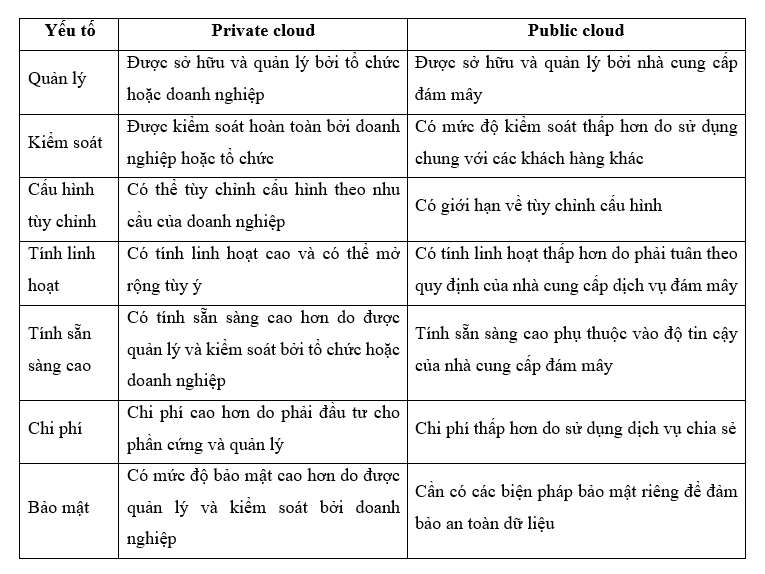 Yếu tố
Private cloud
Public cloud
Quản lý
Được sở hữu và quản lý bởi tổ chức
hoặc doanh nghiệp
Được sở hữu và quản lý bởi nhà cung cấp
đám mây
Kiểm soát
Được kiểm soát hoàn toàn bởi doanh
nghiệp hoặc tổ chức
Có mức độ kiểm soát thấp hơn do sử dụng
chung với các khách hàng khác
Cấu hình
tùy chỉnh
Có thể tùy chỉnh cấu hình theo nhu
cầu của doanh nghiệp
Có giới hạn về tùy chỉnh cấu hình
Tính linh
hoạt
Có tính linh hoạt cao và có thể mở
rộng tùy ý
Có tính linh hoạt thấp hơn do phải tuân theo
quy định của nhà cung cấp dịch vụ đám mây
Tính sẵn
sàng cao
Có tính sẵn sàng cao hơn do được
quản lý và kiểm soát bởi tổ chức hoặc
doanh nghiệp
Tính sẵn sàng cao phụ thuộc vào độ tin cậy
của nhà cung cấp đám mây
Chi phí
Chi phí cao hơn do phải đầu tư cho
phần cứng và quản lý
Chi phí thấp hơn do sử dụng dịch vụ chia sẻ
Bảo mật
Có mức độ bảo mật cao hơn do được
quản lý và kiểm soát bởi doanh
nghiệp
Cần có các biện pháp bảo mật riêng để đảm
bảo an toàn dữ liệu